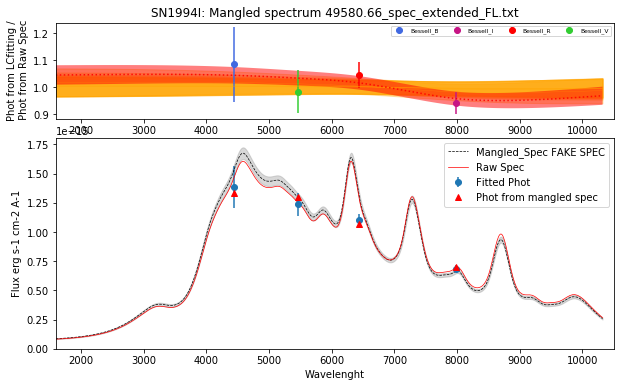 SN1994I: Mangled spectrum 49580.66_spec_extended_FL.txt
Phot from LCfitting /
Phot from Raw Spec
1.2
1.1
1.0
0.9
Bessell_B
Bessell_I
Bessell_R
Bessell_V
2000 3000 4000 5000 6000 7000 8000 9000 10000
1.75
1.50
1.25
1.00
0.75
0.50
0.25
0.00
Flux erg s-1 cm-2 A-1
Mangled_Spec FAKE SPEC
Raw Spec
Fitted Phot
Phot from mangled spec
2000 3000 4000 5000 6000 7000 8000 9000 10000
Wavelenght